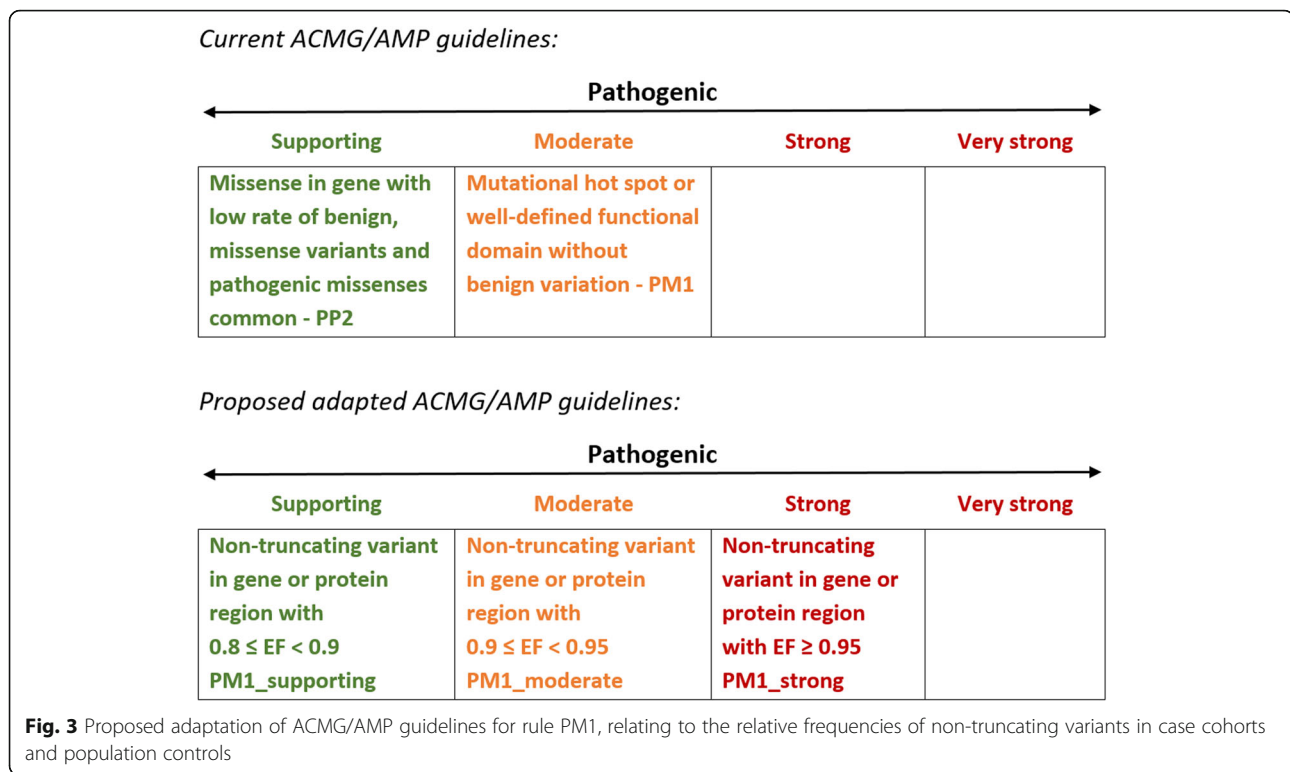 Current ACMG/AMP guidelines:
Pathogenic
Supporting
Moderate
Strong
Very strong
Missense in gene with
low rate of benign,
missense variants and
pathogenic missenses
common - PP2
Mutational hot spot or
well-defined functional
domain without
benign variation - PM1
Proposed adapted ACMG/AMP guidelines:
Pathogenic
Supporting
Moderate
Strong
Very strong
Non-truncating variant
in gene or protein
region with
0.8 ≤ EF < 0.9
PM1_supporting
Non-truncating variant
in gene or protein
region with
0.9 ≤ EF < 0.95
PM1_moderate
Non-truncating
variant in gene or
protein region
with EF ≥ 0.95
PM1_strong
Fig. 3 Proposed adaptation of ACMG/AMP guidelines for rule PM1, relating to the relative frequencies of non-truncating variants in case cohorts
and population controls